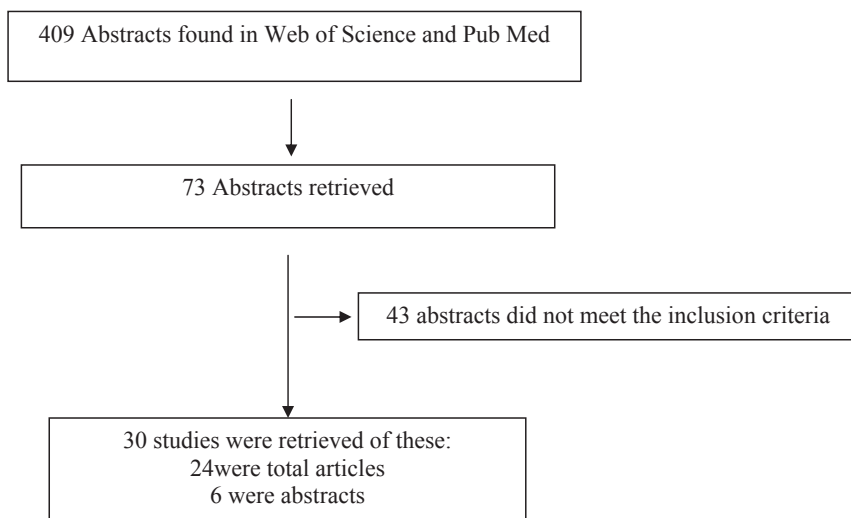 409 Abstracts found in Web of Science and Pub Med
73 Abstracts retrieved
43 abstracts did not meet the inclusion criteria
30 studies were retrieved of these:
24were total articles
6 were abstracts